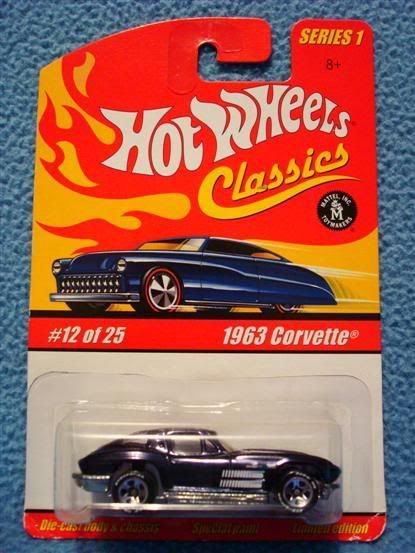 SERIES 1
8+
HOT WHEELS
Classics
MATTEL, INC.
M
TOYMAKERS
#12 of 25
1963 Corvette®
Die-cast body & chassis
Special paint
Limited edition